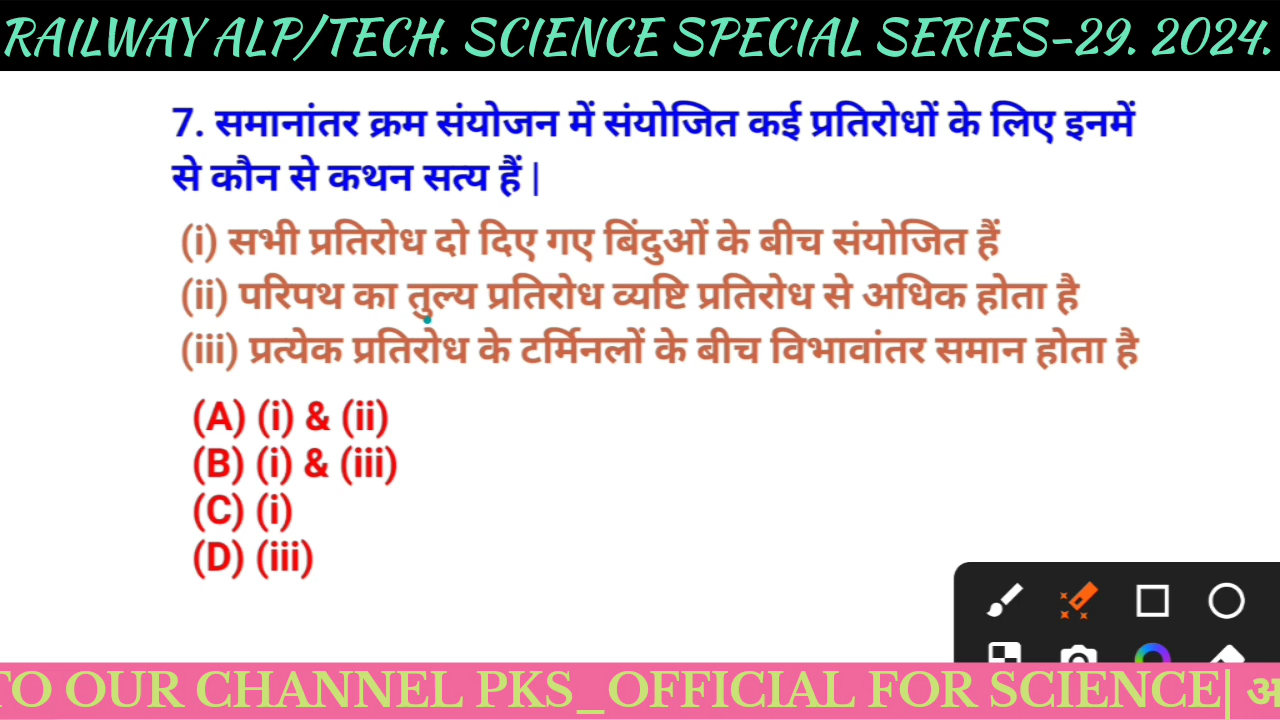 RAILWAY ALP/TECH. SCIENCE SPECIAL SERIES-29. 2024.
7. समानांतर क्रम संयोजन में संयोजित कई प्रतिरोधों के लिए इनमें
से कौन से कथन सत्य हैं |
(i) सभी प्रतिरोध दो दिए गए बिंदुओं के बीच संयोजित हैं
(ii) परिपथ का तुल्य प्रतिरोध व्यष्टि प्रतिरोध से अधिक होता है
(iii) प्रत्येक प्रतिरोध के टर्मिनलों के बीच विभावांतर समान होता है
(A) (i) & (ii)
(B) (i) & (iii)
(C) (i)
(D) (iii)
TO OUR CHANNEL PKS_OFFICIAL FOR SCIENCE|